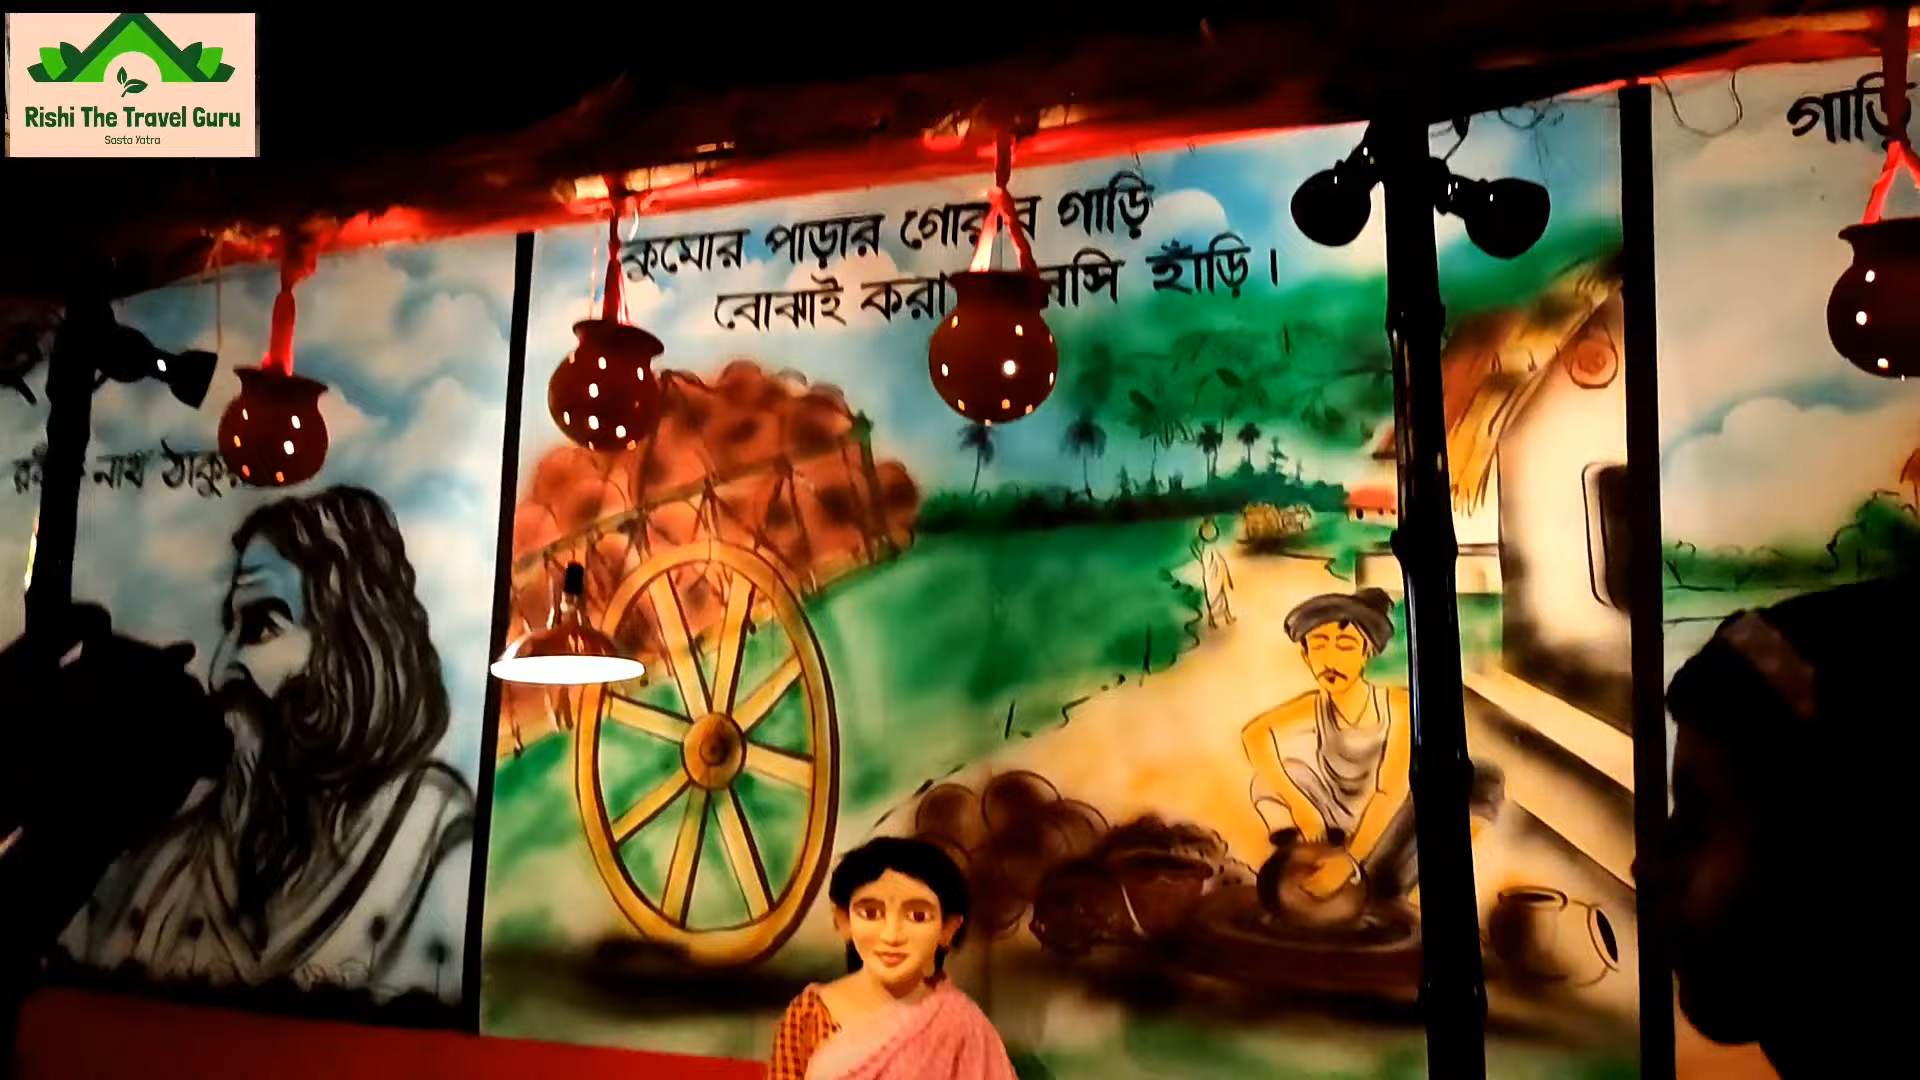 Rishi The Travel Guru
Sasta Yatra
কুমোর পাড়ার গাড়ি
বোঝাই করা হাঁড়ি।
গাড়ি
নাথ ঠাকুর